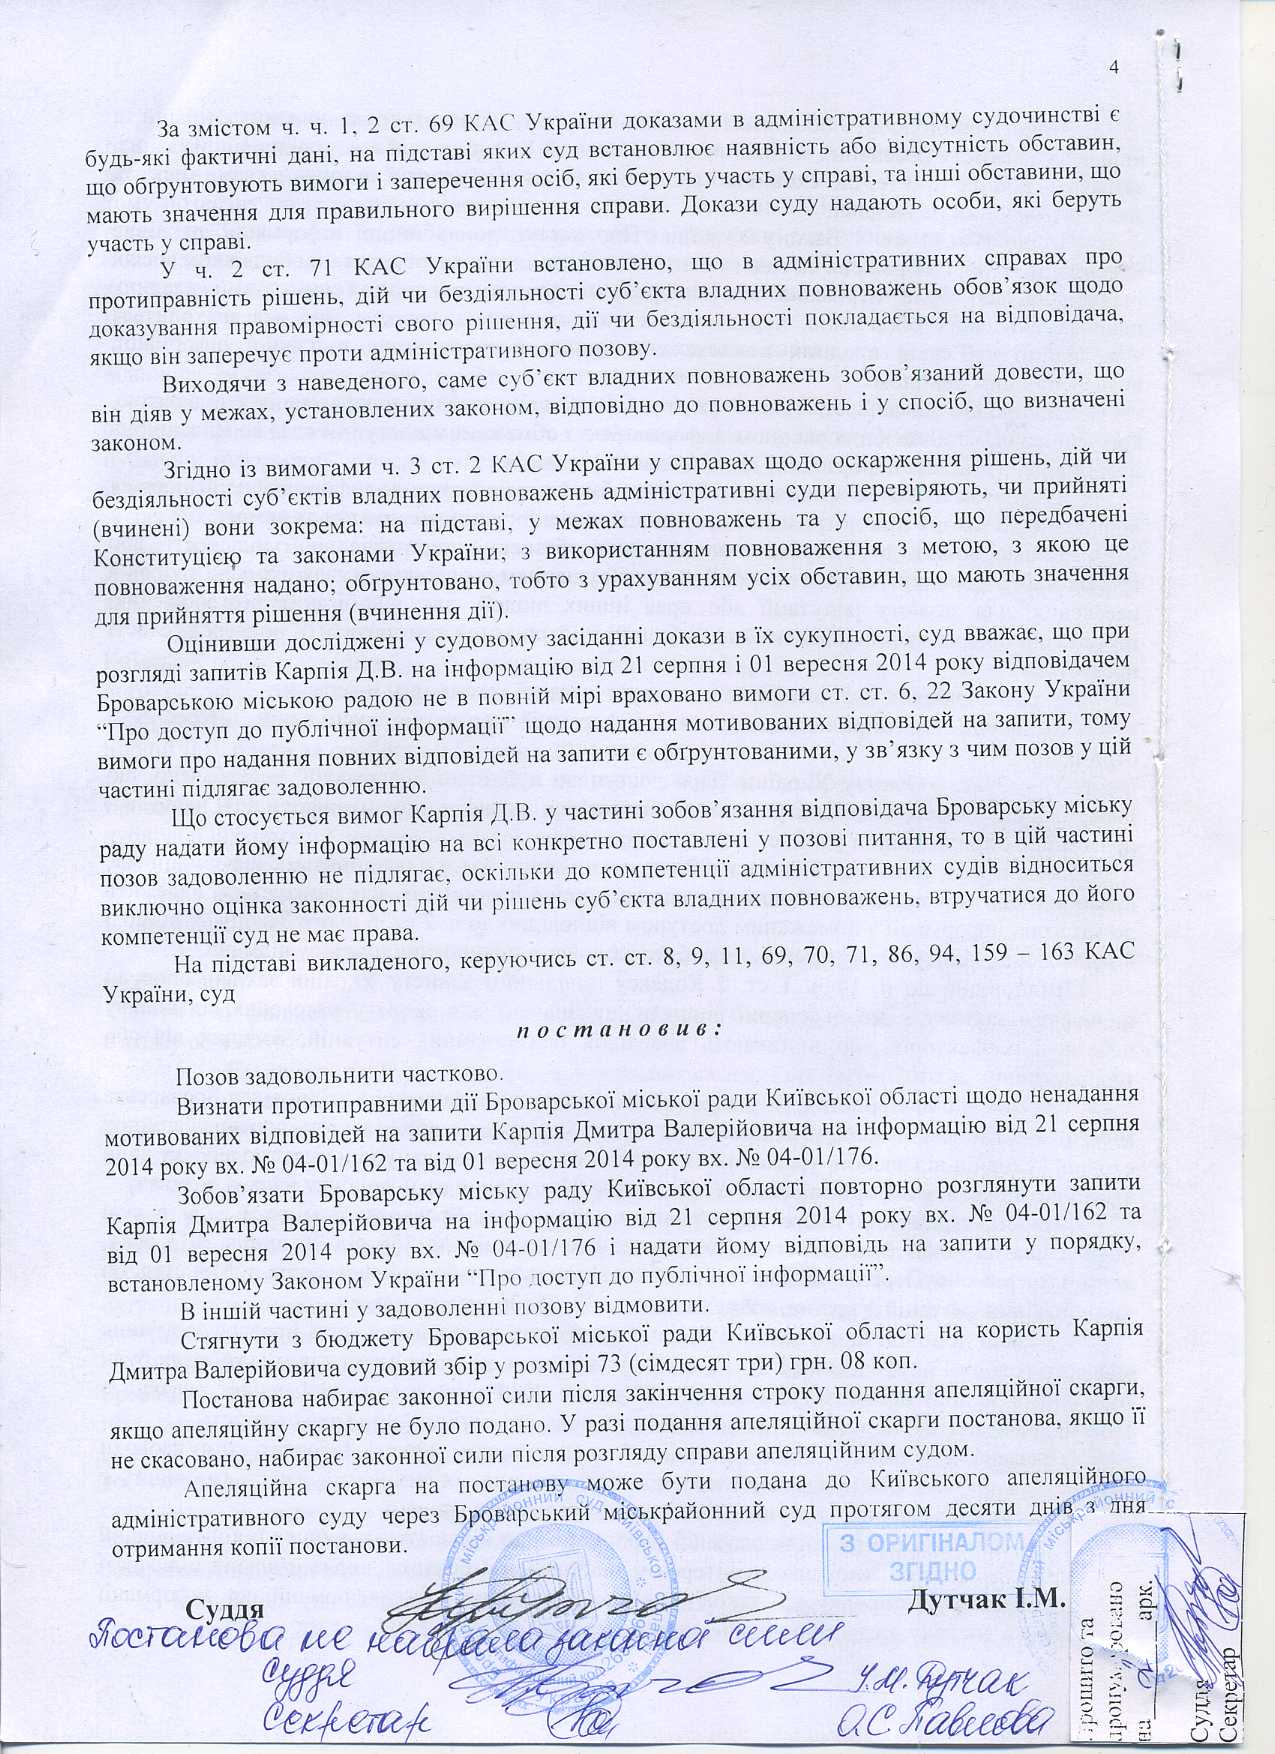 4
За змістом ч. ч. 1, 2 ст. 69 КАС України доказами в адміністративному судочинстві є
будь-які фактичні дані, на підставі яких суд встановлює наявність або відсутність обставин,
що обґрунтовують вимоги і заперечення осіб, які беруть участь у справі, та інші обставини, що
мають значення для правильного вирішення справи. Докази суду надають особи, які беруть
участь у справі.
У ч. 2 ст. 71 КАС України встановлено, що в адміністративних справах про
протиправність рішень, дій чи бездіяльності суб’єкта владних повноважень обов’язок щодо
доказування правомірності свого рішення, дії чи бездіяльності покладається на відповідача,
якщо він заперечує проти адміністративного позову.
Виходячи з наведеного, саме суб’єкт владних повноважень зобов’язаний довести, що
він діяв у межах, установлених законом, відповідно до повноважень і у спосіб, що визначені
законом.
Згідно із вимогами ч. 3 ст. 2 КАС України у справах щодо оскарження рішень, дій чи
бездіяльності суб’єктів владних повноважень адміністративні суди перевіряють, чи прийняті
(вчинені) вони зокрема: на підставі, у межах повноважень та у спосіб, що передбачені
Конституцією та законами України; з використанням повноваження з метою, з якою це
повноваження надано; обґрунтовано, тобто з урахуванням усіх обставин, що мають значення
для прийняття рішення (вчинення дії).
Оцінивши досліджені у судовому засіданні докази в їх сукупності, суд вважає, що при
розгляді запитів Карпія Д.В. на інформацію від 21 серпня і 01 вересня 2014 року відповідачем
Броварською міською радою не в повній мірі враховано вимоги ст. ст. 6, 22 Закону України
“Про доступ до публічної інформації” щодо надання мотивованих відповідей на запити, тому
вимоги про надання повних відповідей на запити є обґрунтованими, у зв’язку з чим позов у цій
частині підлягає задоволенню.
Що стосується вимог Карпія Д.В. у частині зобов’язання відповідача Броварську міську
раду надати йому інформацію на всі конкретно поставлені у позові питання, то в цій частині
позов задоволенню не підлягає, оскільки до компетенції адміністративних судів відноситься
виключно оцінка законності дій чи рішень суб’єкта владних повноважень, втручатися до його
компетенції суд не має права.
На підставі викладеного, керуючись ст. ст. 8, 9, 11, 69, 70, 71, 86, 94, 159 – 163 КАС
України, суд
п о с т а н о в и в :
Позов задовольнити частково.
Визнати протиправними дії Броварської міської ради Київської області щодо ненадання
мотивованих відповідей на запити Карпія Дмитра Валерійовича на інформацію від 21 серпня
2014 року вх. № 04-01/162 та від 01 вересня 2014 року вх. № 04-01/176.
Зобов’язати Броварську міську раду Київської області повторно розглянути запити
Карпія Дмитра Валерійовича на інформацію від 21 серпня 2014 року вх. № 04-01/162 та
від 01 вересня 2014 року вх. № 04-01/176 і надати йому відповідь на запити у порядку,
встановленому Законом України “Про доступ до публічної інформації”.
В іншій частині у задоволенні позову відмовити.
Стягнути з бюджету Броварської міської ради Київської області на користь Карпія
Дмитра Валерійовича судовий збір у розмірі 73 (сімдесят три) грн. 08 коп.
Постанова набирає законної сили після закінчення строку подання апеляційної скарги,
якщо апеляційну скаргу не було подано. У разі подання апеляційної скарги постанова, якщо її
не скасовано, набирає законної сили після розгляду справи апеляційним судом.
Апеляційна скарга на постанову може бути подана до Київського апеляційного
адміністративного суду через Броварський міськрайонний суд протягом десяти днів з дня
отримання копії постанови.
З ОРИГІНАЛОМ
ЗГІДНО
Суддя Дутчак І.М.
Постанова не набрала законної сили
суддя І.М. Дутчак
секретар О.С. Павлова
на арк.
Суддя
Секретар